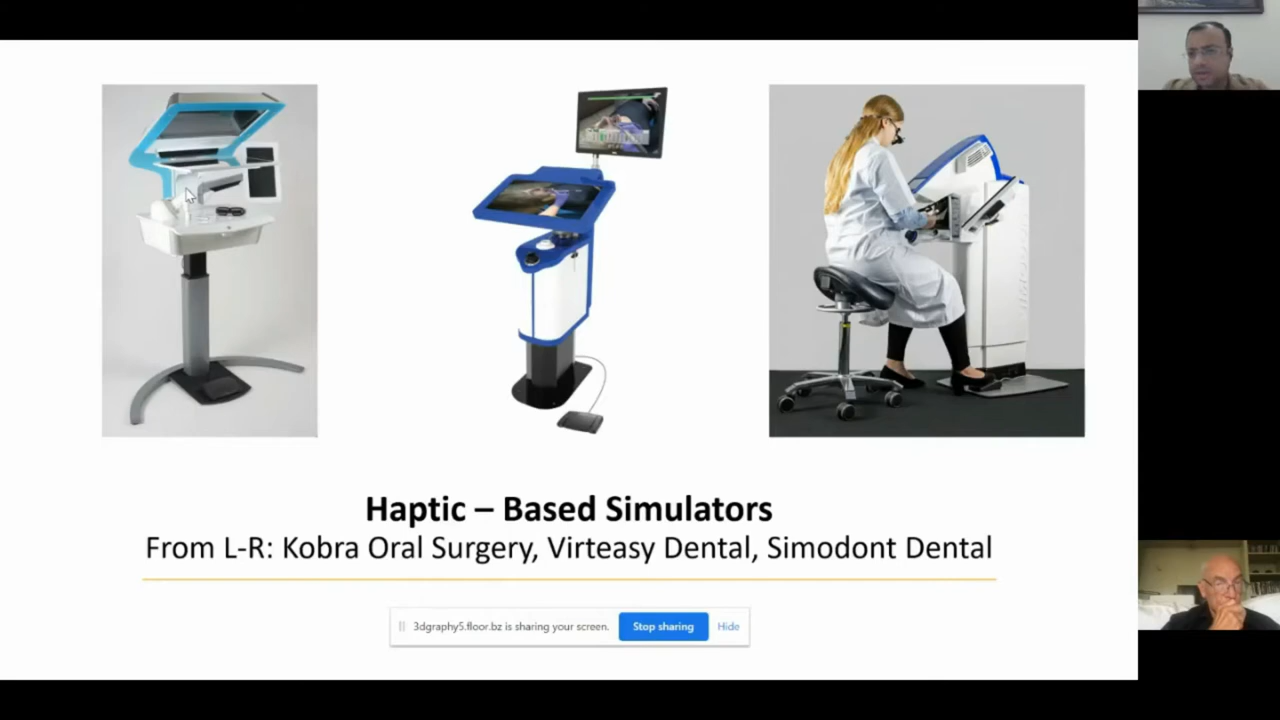 Haptic – Based Simulators
From L-R: Kobra Oral Surgery, Virteasy Dental, Simodont Dental
3dgraphy5.floor.bz is sharing your screen.
Stop sharing
Hide